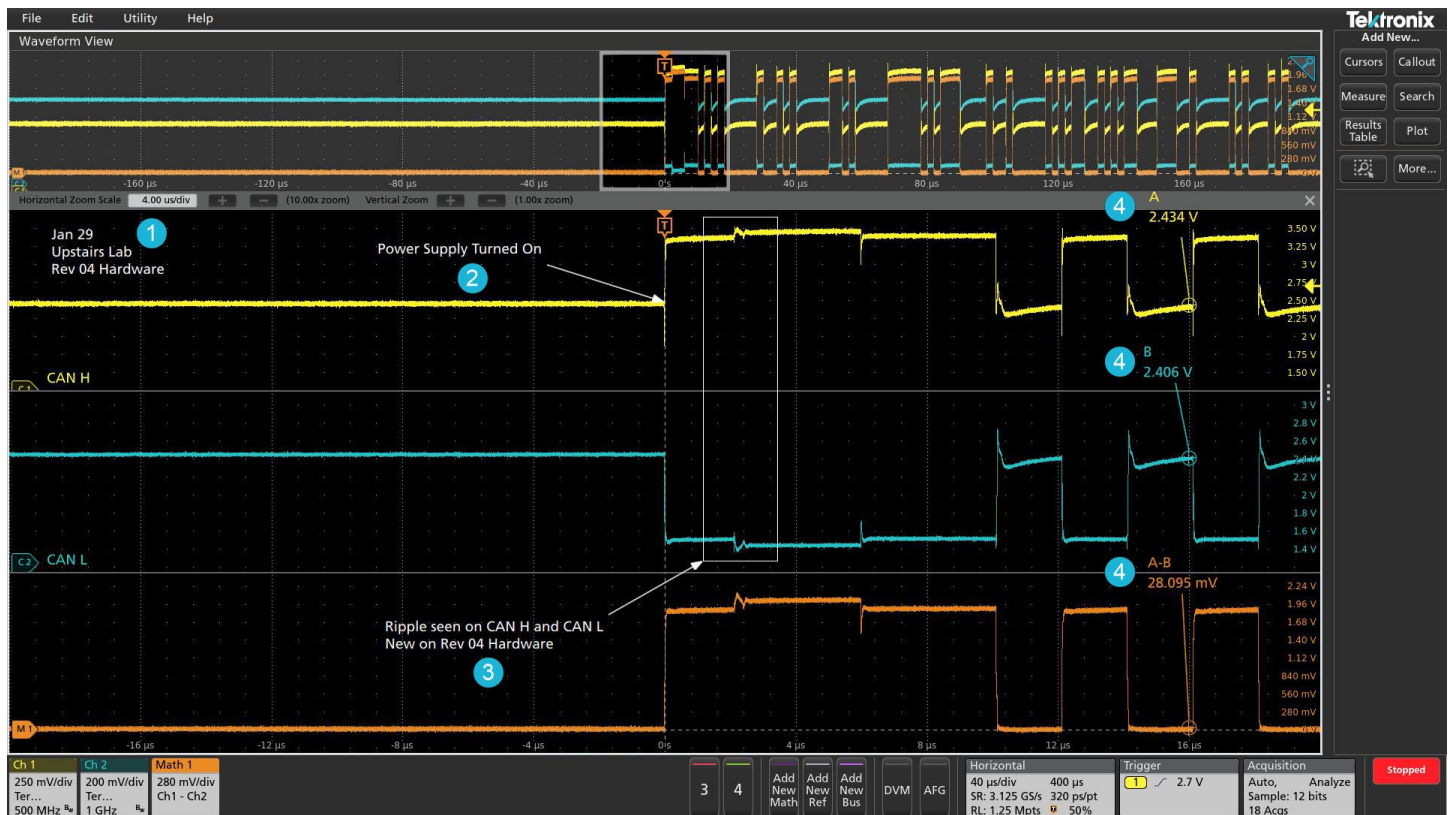 File Edit Utility Help
Tektronix
Waveform View
Add New...
Cursors Callout
Measure Search
Results Table Plot
More...
T
1.96
1.68 V
1.40
1.12 V
840 mV
560 mV
280 mV
0 V
M
C2
-160 µs -120 µs -80 µs -40 µs 0 s 40 µs 80 µs 120 µs 160 µs
Horizontal Zoom Scale 4.00 us/div + - (10.00x zoom) Vertical Zoom + - (1.00x zoom)
Jan 29
Upstairs Lab
Rev 04 Hardware
1
Power Supply Turned On
2
T
4
A
2.434 V
3.50 V
3.25 V
3 V
2.75
2.50 V
2.25 V
2 V
1.75 V
1.50 V
C1
CAN H
4
B
2.406 V
3 V
2.8 V
2.6 V
2.4 V
2.2 V
2 V
1.8 V
1.6 V
1.4 V
C2
CAN L
4
A-B
28.095 mV
2.24 V
1.96 V
1.68 V
1.40 V
1.12 V
840 mV
560 mV
280 mV
0 V
Ripple seen on CAN H and CAN L
New on Rev 04 Hardware
3
M 1
-16 µs -12 µs -8 µs -4 µs 0 s 4 µs 8 µs 12 µs 16 µs
Ch 1
250 mV/div
Ter...
500 MHz Bw
Ch 2
200 mV/div
Ter...
1 GHz Bw
Math 1
280 mV/div
Ch1 - Ch2
3
4
Add New Math
Add New Ref
Add New Bus
DVM
AFG
Horizontal
40 µs/div 400 µs
SR: 3.125 GS/s 320 ps/pt
RL: 1.25 Mpts 50%
Trigger
1 2.7 V
Acquisition
Auto, Analyze
Sample: 12 bits
18 Acqs
Stopped